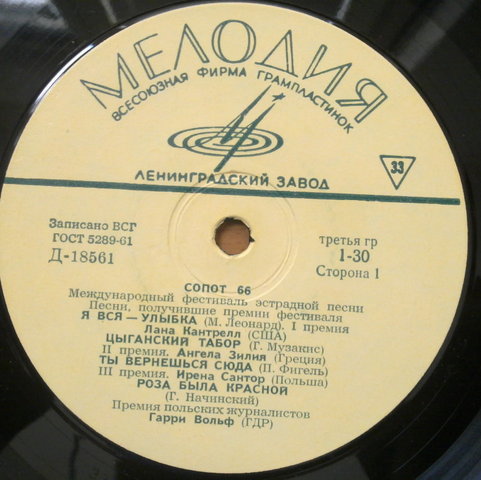 МЕЛОДИЯ
ВСЕСОЮЗНАЯ ФИРМА ГРАМПЛАСТИНОК
33
ЛЕНИНГРАДСКИЙ ЗАВОД
Записано ВСГ
ГОСТ 5289-61
Д-18561
третья гр
1-30
Сторона 1
СОПОТ 66
Международный фестиваль эстрадной песни
Песни, получившие премии фестиваля
Я ВСЯ — УЛЫБКА (М. Леонард). I премия
Лана Кантрелл (США)
ЦЫГАНСКИЙ ТАБОР (Г. Музакис)
II премия. Ангела Зилия (Греция)
ТЫ ВЕРНЕШЬСЯ СЮДА (П. Фигель)
III премия. Ирена Сантор (Польша)
РОЗА БЫЛА КРАСНОЙ
(Г. Начинский)
Премия польских журналистов
Гарри Вольф (ГДР)